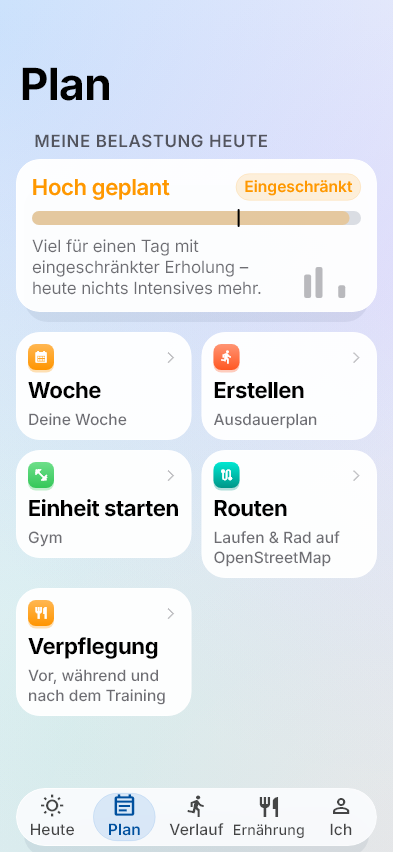 Plan
MEINE BELASTUNG HEUTE
Hoch geplant
Eingeschränkt
Viel für einen Tag mit
eingeschränkter Erholung –
heute nichts Intensives mehr.
Woche
Deine Woche
Erstellen
Ausdauerplan
Einheit starten
Gym
Routen
Laufen & Rad auf
OpenStreetMap
Verpflegung
Vor, während und
nach dem Training
Heute
Plan
Verlauf
Ernährung
Ich